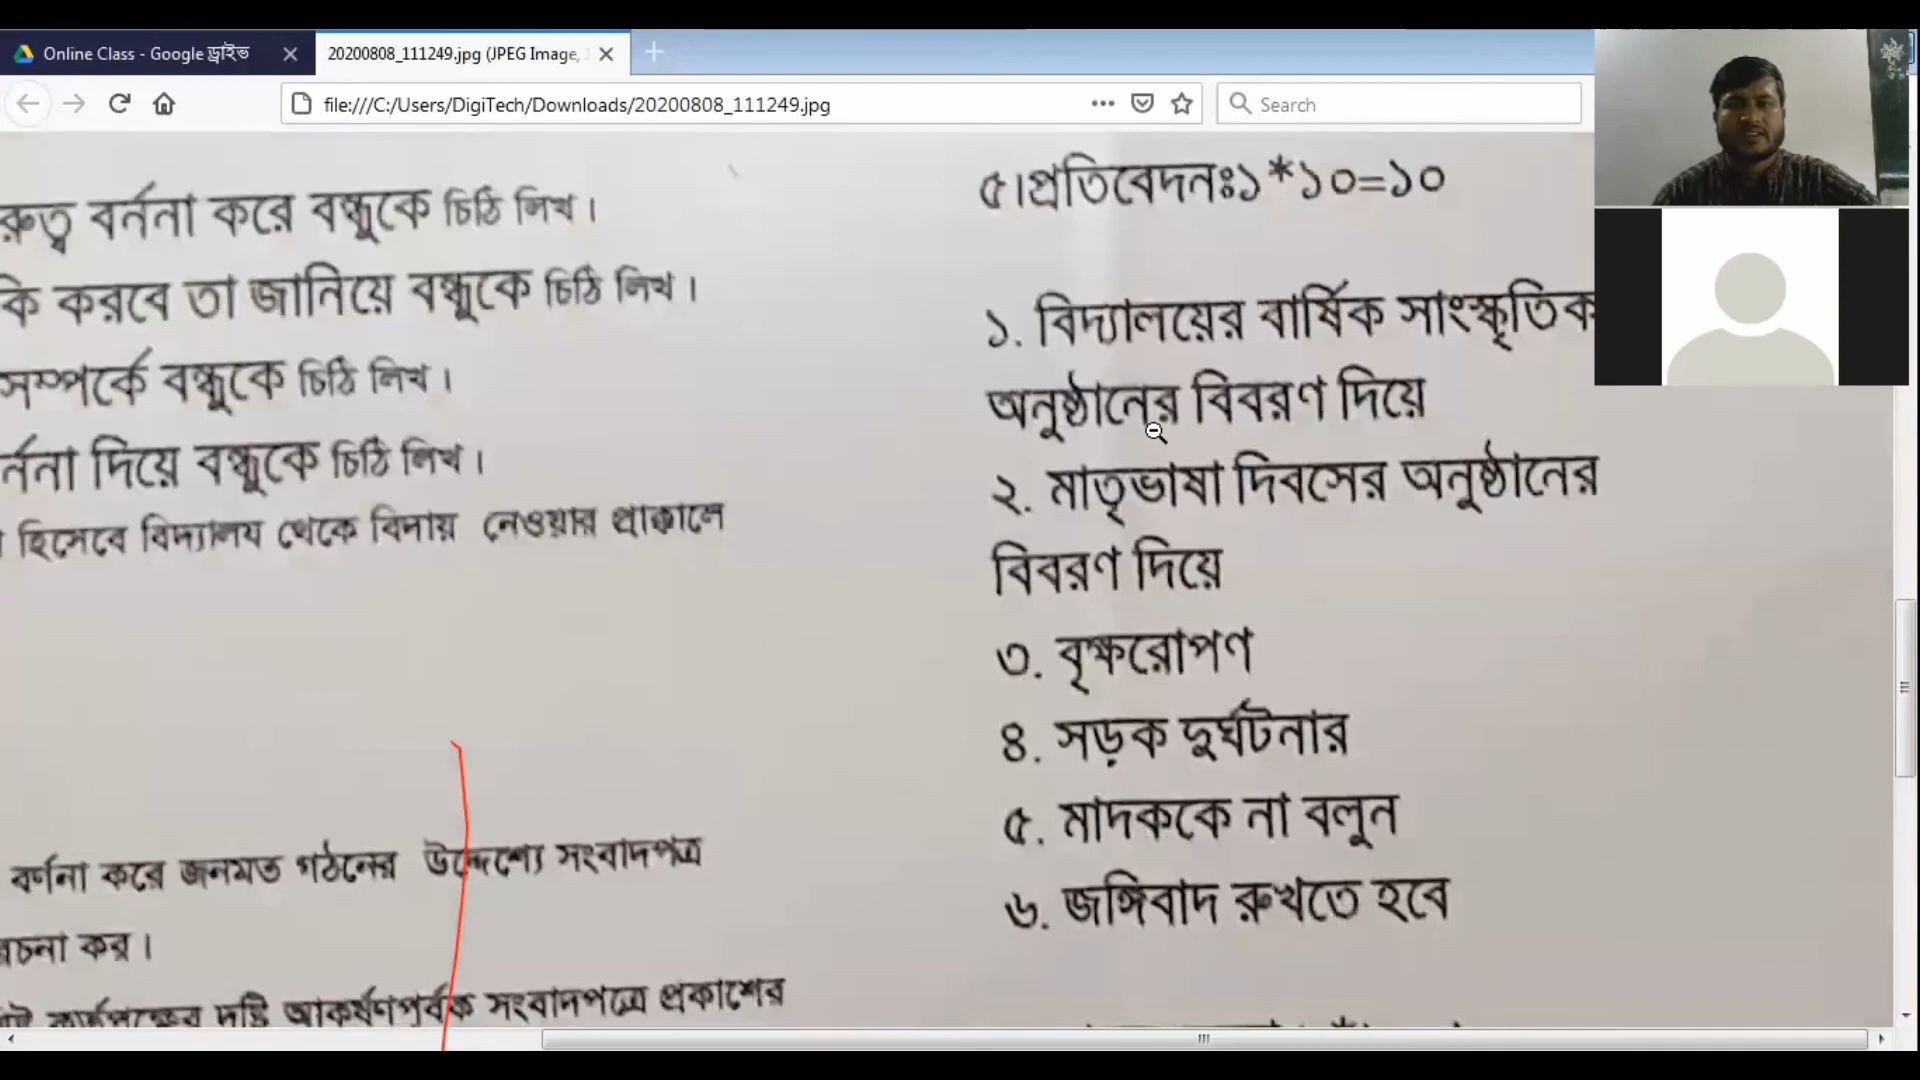 Online Class - Google ড্রাইভ
20200808_111249.jpg (JPEG Image,
file:///C:/Users/DigiTech/Downloads/20200808_111249.jpg
Search
রুত্ব বর্ননা করে বন্ধুকে চিঠি লিখ।
কি করবে তা জানিয়ে বন্ধুকে চিঠি লিখ।
সম্পর্কে বন্ধুকে চিঠি লিখ।
র্ননা দিয়ে বন্ধুকে চিঠি লিখ।
হিসেবে বিদ্যালয় থেকে বিদায় নেওয়ার প্রাক্কালে
বর্ণনা করে জনমত গঠনের উদ্দেশ্যে সংবাদপত্র
রচনা কর।
দৃষ্টি আকর্ষণপূর্বক সংবাদপত্রে প্রকাশের
৫।প্রতিবেদনঃ১*১০=১০
১. বিদ্যালয়ের বার্ষিক সাংস্কৃতিক
অনুষ্ঠানের বিবরণ দিয়ে
২. মাতৃভাষা দিবসের অনুষ্ঠানের
বিবরণ দিয়ে
৩. বৃক্ষরোপণ
৪. সড়ক দুর্ঘটনার
৫. মাদককে না বলুন
৬. জঙ্গিবাদ রুখতে হবে